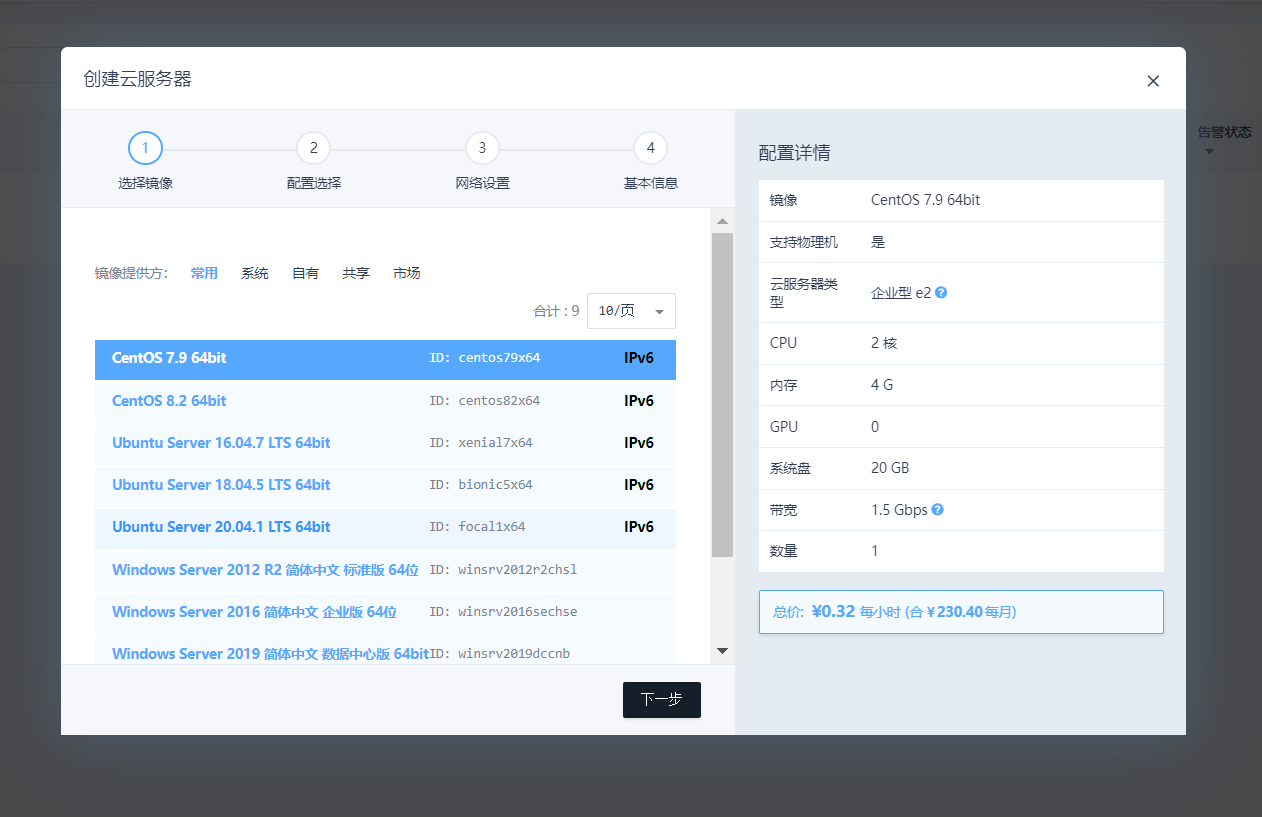 创建云服务器
告警状态
1
2
3
4
选择镜像
配置选择
网络设置
基本信息
镜像提供方：
常用
系统
自有
共享
市场
合计 : 9
10/页
CentOS 7.9 64bit ID: centos79x64 IPv6
CentOS 8.2 64bit ID: centos82x64 IPv6
Ubuntu Server 16.04.7 LTS 64bit ID: xenial7x64 IPv6
Ubuntu Server 18.04.5 LTS 64bit ID: bionic5x64 IPv6
Ubuntu Server 20.04.1 LTS 64bit ID: focal1x64 IPv6
Windows Server 2012 R2 简体中文 标准版 64位 ID: winsrv2012r2chsl
Windows Server 2016 简体中文 企业版 64位 ID: winsrv2016sechse
Windows Server 2019 简体中文 数据中心版 64bit ID: winsrv2019dccnb
下一步
配置详情
镜像 CentOS 7.9 64bit
支持物理机 是
云服务器类
型
企业型 e2 ?
CPU 2 核
内存 4 G
GPU 0
系统盘 20 GB
带宽 1.5 Gbps ?
数量 1
总价: ¥0.32 每小时 (合 ¥230.40 每月)